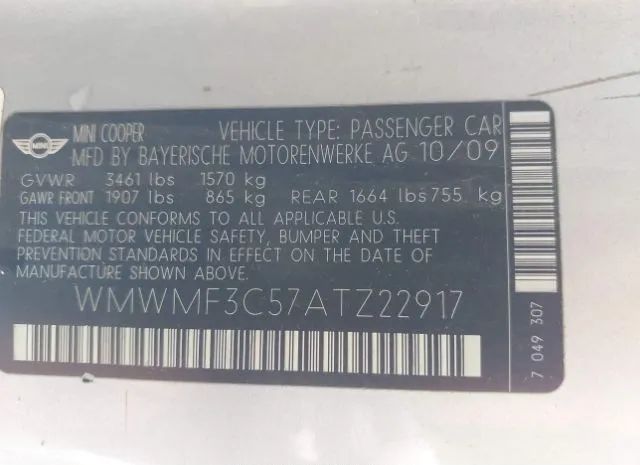 MINI
MINI COOPER VEHICLE TYPE: PASSENGER CAR
MFD BY BAYERISCHE MOTORENWERKE AG 10/09
GVWR 3461 lbs 1570 kg
GAWR FRONT 1907 lbs 865 kg REAR 1664 lbs 755 kg
THIS VEHICLE CONFORMS TO ALL APPLICABLE U.S.
FEDERAL MOTOR VEHICLE SAFETY, BUMPER AND THEFT
PREVENTION STANDARDS IN EFFECT ON THE DATE OF
MANUFACTURE SHOWN ABOVE.
WMWMF3C57ATZ22917
7 049 307